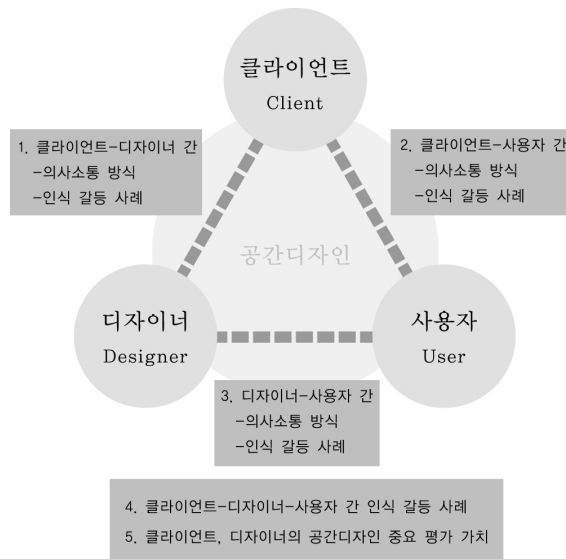 클라이언트
Client
1. 클라이언트-디자이너 간
-의사소통 방식
-인식 갈등 사례
2. 클라이언트-사용자 간
-의사소통 방식
-인식 갈등 사례
공간디자인
디자이너
Designer
사용자
User
3. 디자이너-사용자 간
-의사소통 방식
-인식 갈등 사례
4. 클라이언트-디자이너-사용자 간 인식 갈등 사례
5. 클라이언트, 디자이너의 공간디자인 중요 평가 가치